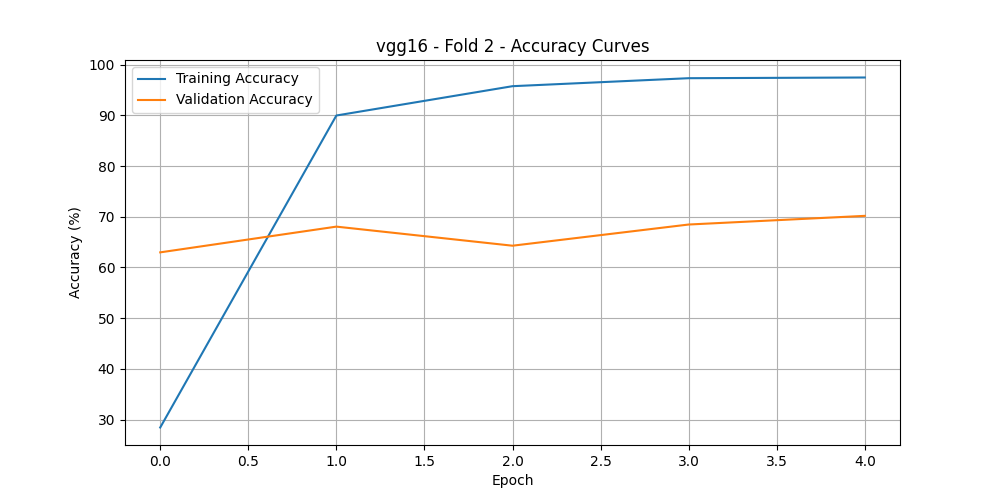 vgg16 - Fold 2 - Accuracy Curves
Training Accuracy
Validation Accuracy
Accuracy (%)
100
90
80
70
60
50
40
30
0.0 0.5 1.0 1.5 2.0 2.5 3.0 3.5 4.0
Epoch